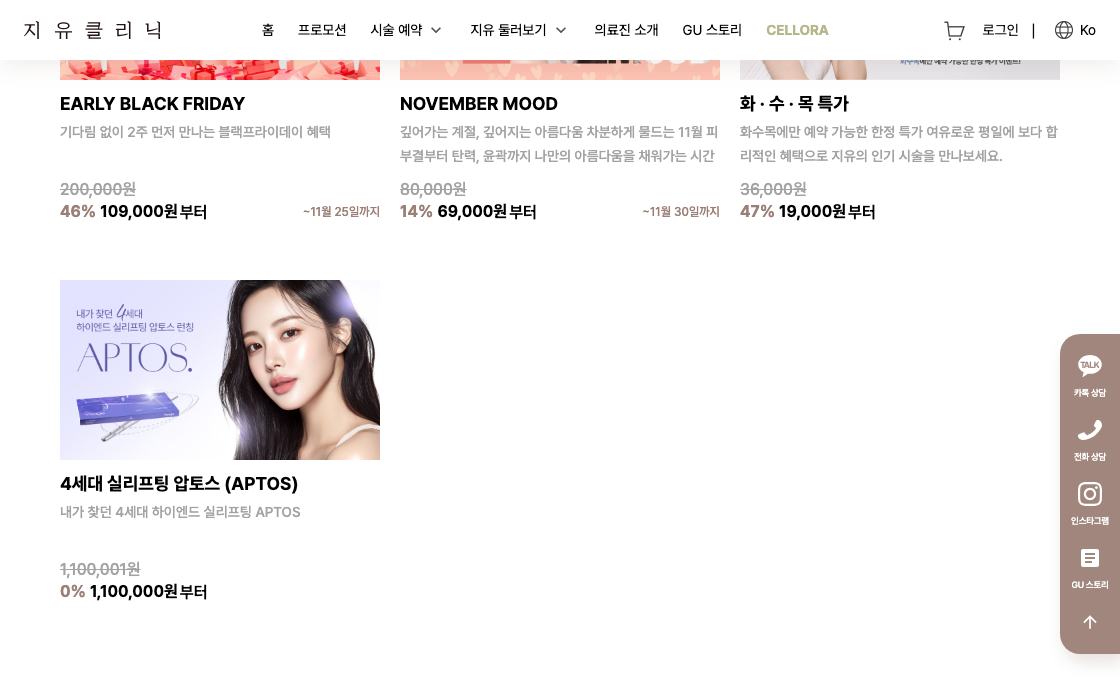 지유클리닉
홈 프로모션 시술 예약 지유 둘러보기 의료진 소개 GU 스토리 CELLORA
로그인 | Ko
EARLY BLACK FRIDAY
기다림 없이 2주 먼저 만나는 블랙프라이데이 혜택
200,000원
46% 109,000원부터
~11월 25일까지
NOVEMBER MOOD
깊어가는 계절, 깊어지는 아름다움 차분하게 물드는 11월 피
부결부터 탄력, 윤곽까지 나만의 아름다움을 채워가는 시간
80,000원
14% 69,000원부터
~11월 30일까지
화 · 수 · 목 특가
화수목에만 예약 가능한 한정 특가 여유로운 평일에 보다 합
리적인 혜택으로 지유의 인기 시술을 만나보세요.
36,000원
47% 19,000원부터
내가 찾던 4세대
하이엔드 실리프팅 압토스 런칭
APTOS.
4세대 실리프팅 압토스 (APTOS)
내가 찾던 4세대 하이엔드 실리프팅 APTOS
1,100,001원
0% 1,100,000원부터
TALK
카톡 상담
전화 상담
인스타그램
GU 스토리